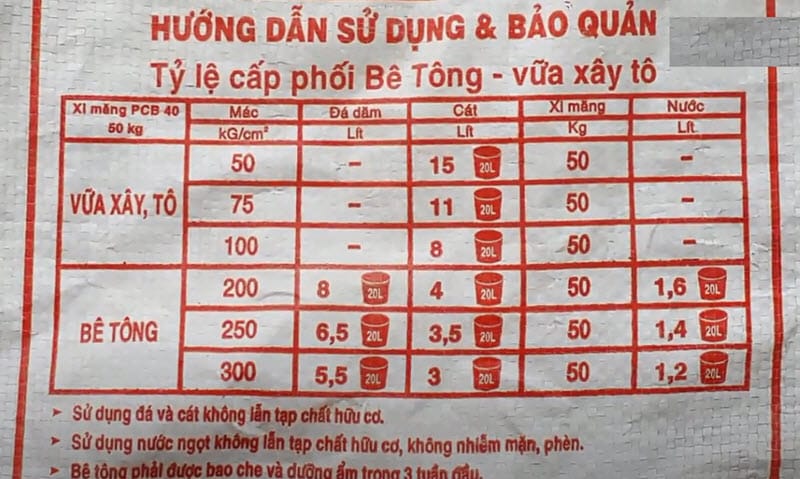 HƯỚNG DẪN SỬ DỤNG & BẢO QUẢN
Tỷ lệ cấp phối Bê Tông - vữa xây tô
XI măng PCB 40 50 kg Mác Đá dăm Cát Xi măng Nước
kG/cm² Lít Lít Kg Lít
VỮA XÂY, TÔ
50 - 15 20L 50 -
75 - 11 20L 50 -
100 - 8 20L 50 -
BÊ TÔNG
200 8 20L 4 20L 50 1,6 20L
250 6,5 20L 3,5 20L 50 1,4 20L
300 5,5 20L 3 20L 50 1,2 20L
➤ Sử dụng đá và cát không lẫn tạp chất hữu cơ.
➤ Sử dụng nước ngọt không lẫn tạp chất hữu cơ, không nhiễm mặn, phèn.
➤ Bê tông phải được bao che và dưỡng ẩm trong 3 tuần đầu.